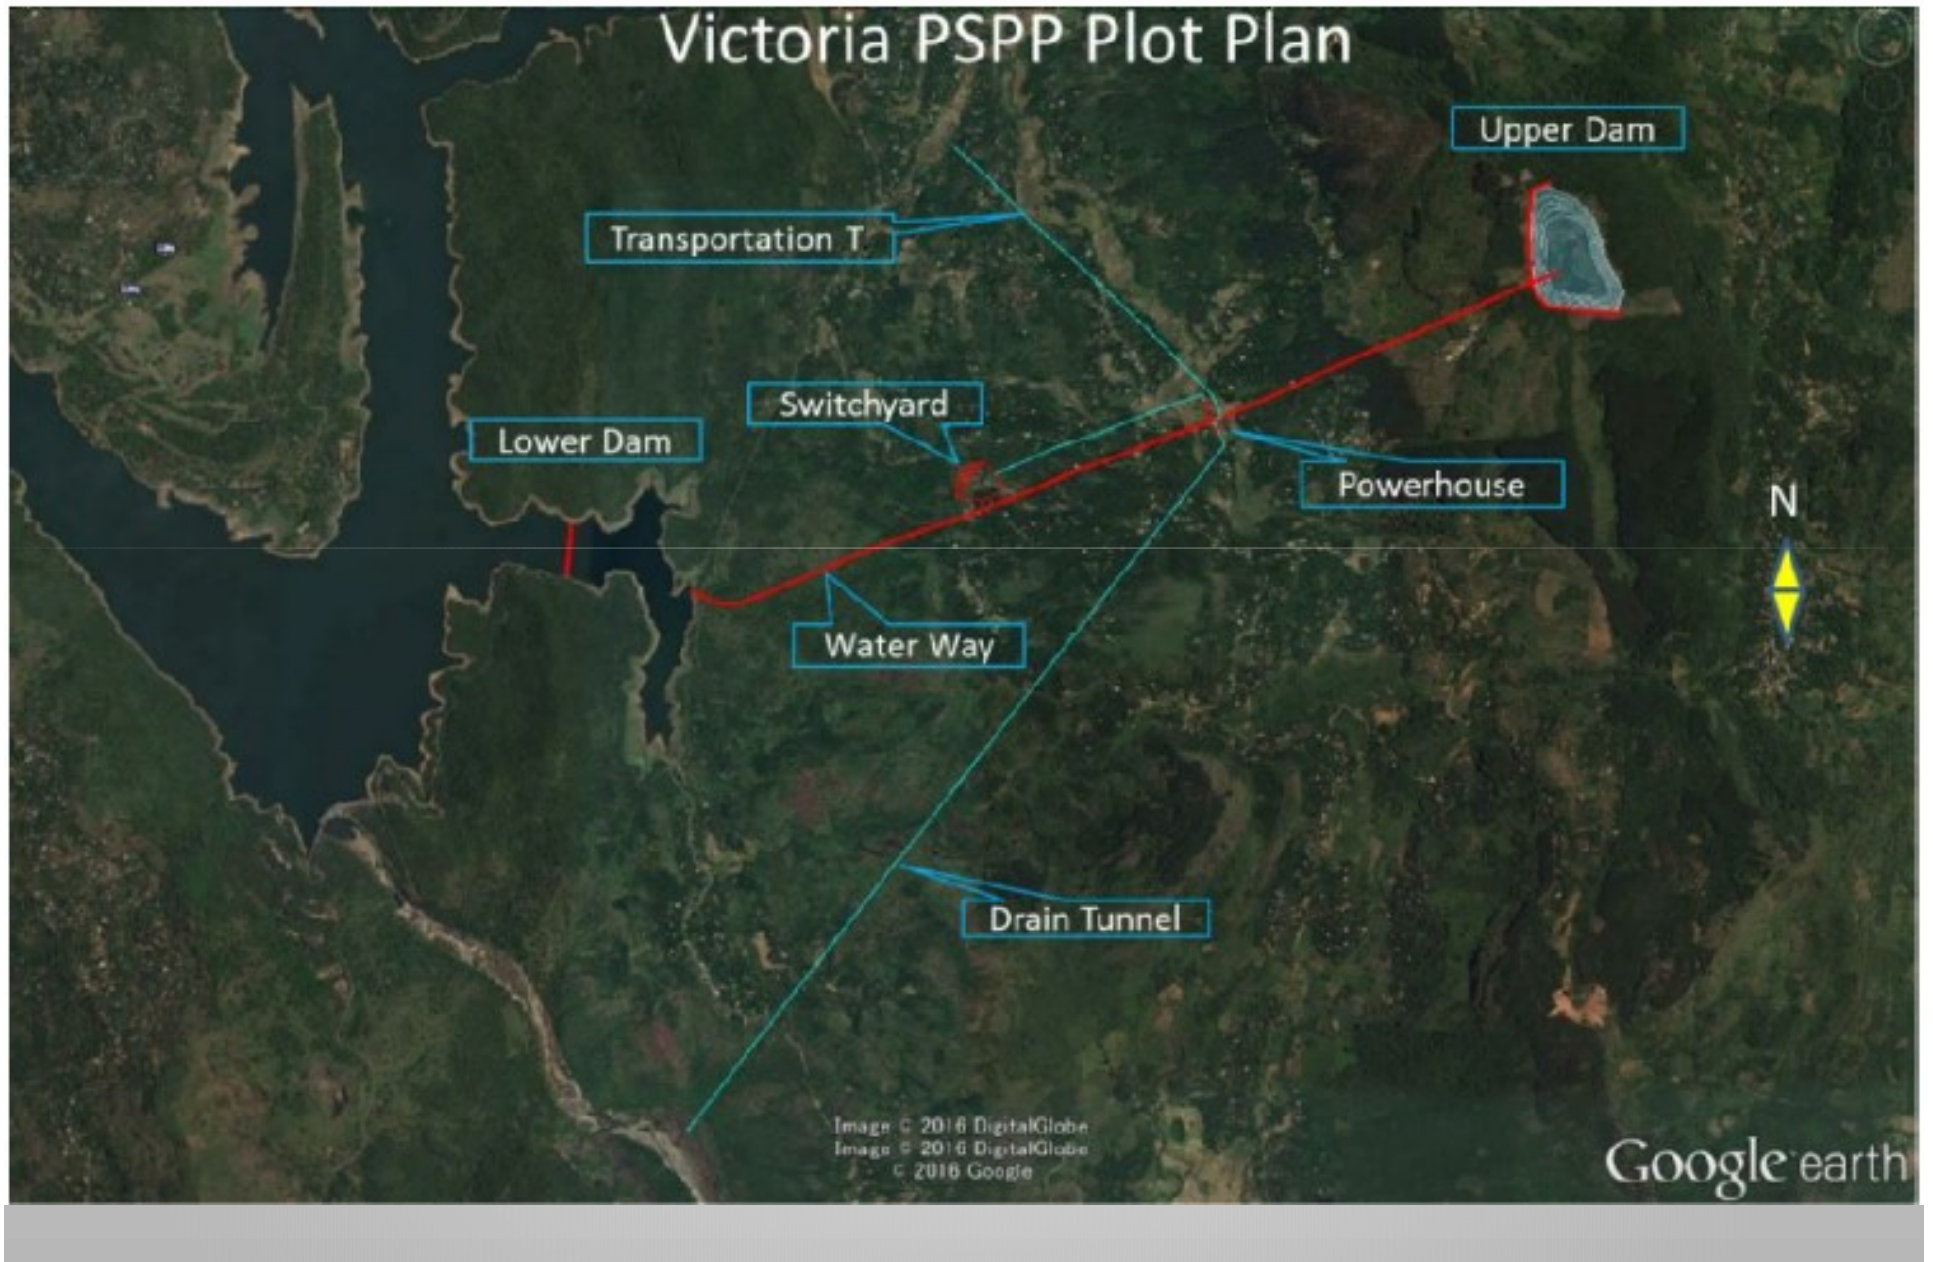 Victoria PSPP Plot Plan
Upper Dam
Transportation T
Switchyard
Lower Dam
Powerhouse
N
Water Way
Drain Tunnel
Image © 2016 DigitalGlobe
Image © 2016 DigitalGlobe
© 2016 Google
Google earth